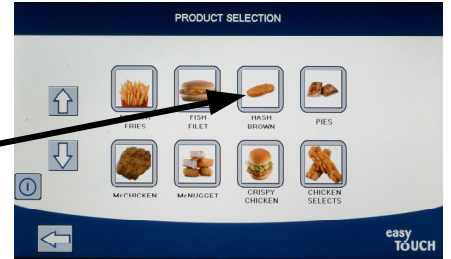 PRODUCT SELECTION
FRIES
FISH
FILET
HASH
BROWN
PIES
McCHICKEN
McNUGGET
CRISPY
CHICKEN
CHICKEN
SELECTS
easy
TOUCH